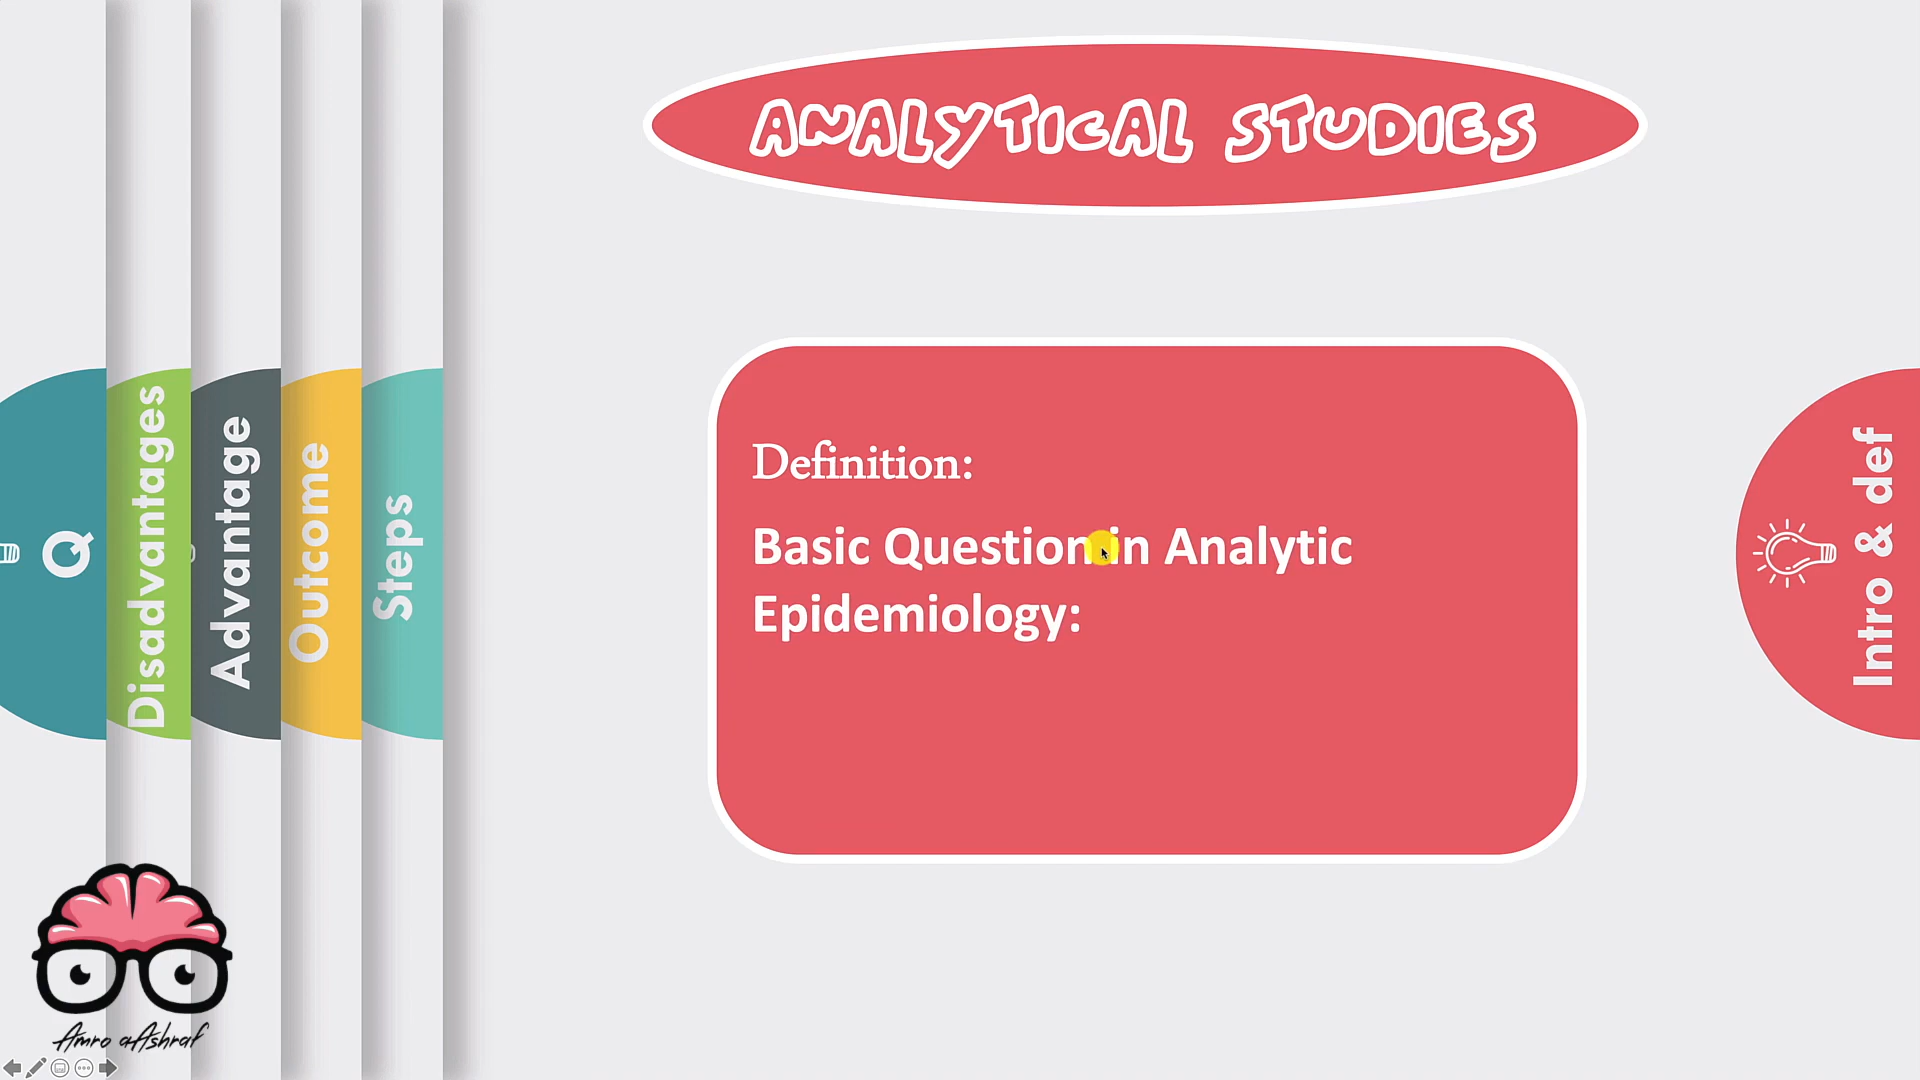 ANALYTICAL STUDIES
Definition:
Basic Question in Analytic
Epidemiology:
Q
Disadvantages
Advantage
Outcome
Steps
Intro & def
Amro aAshraf